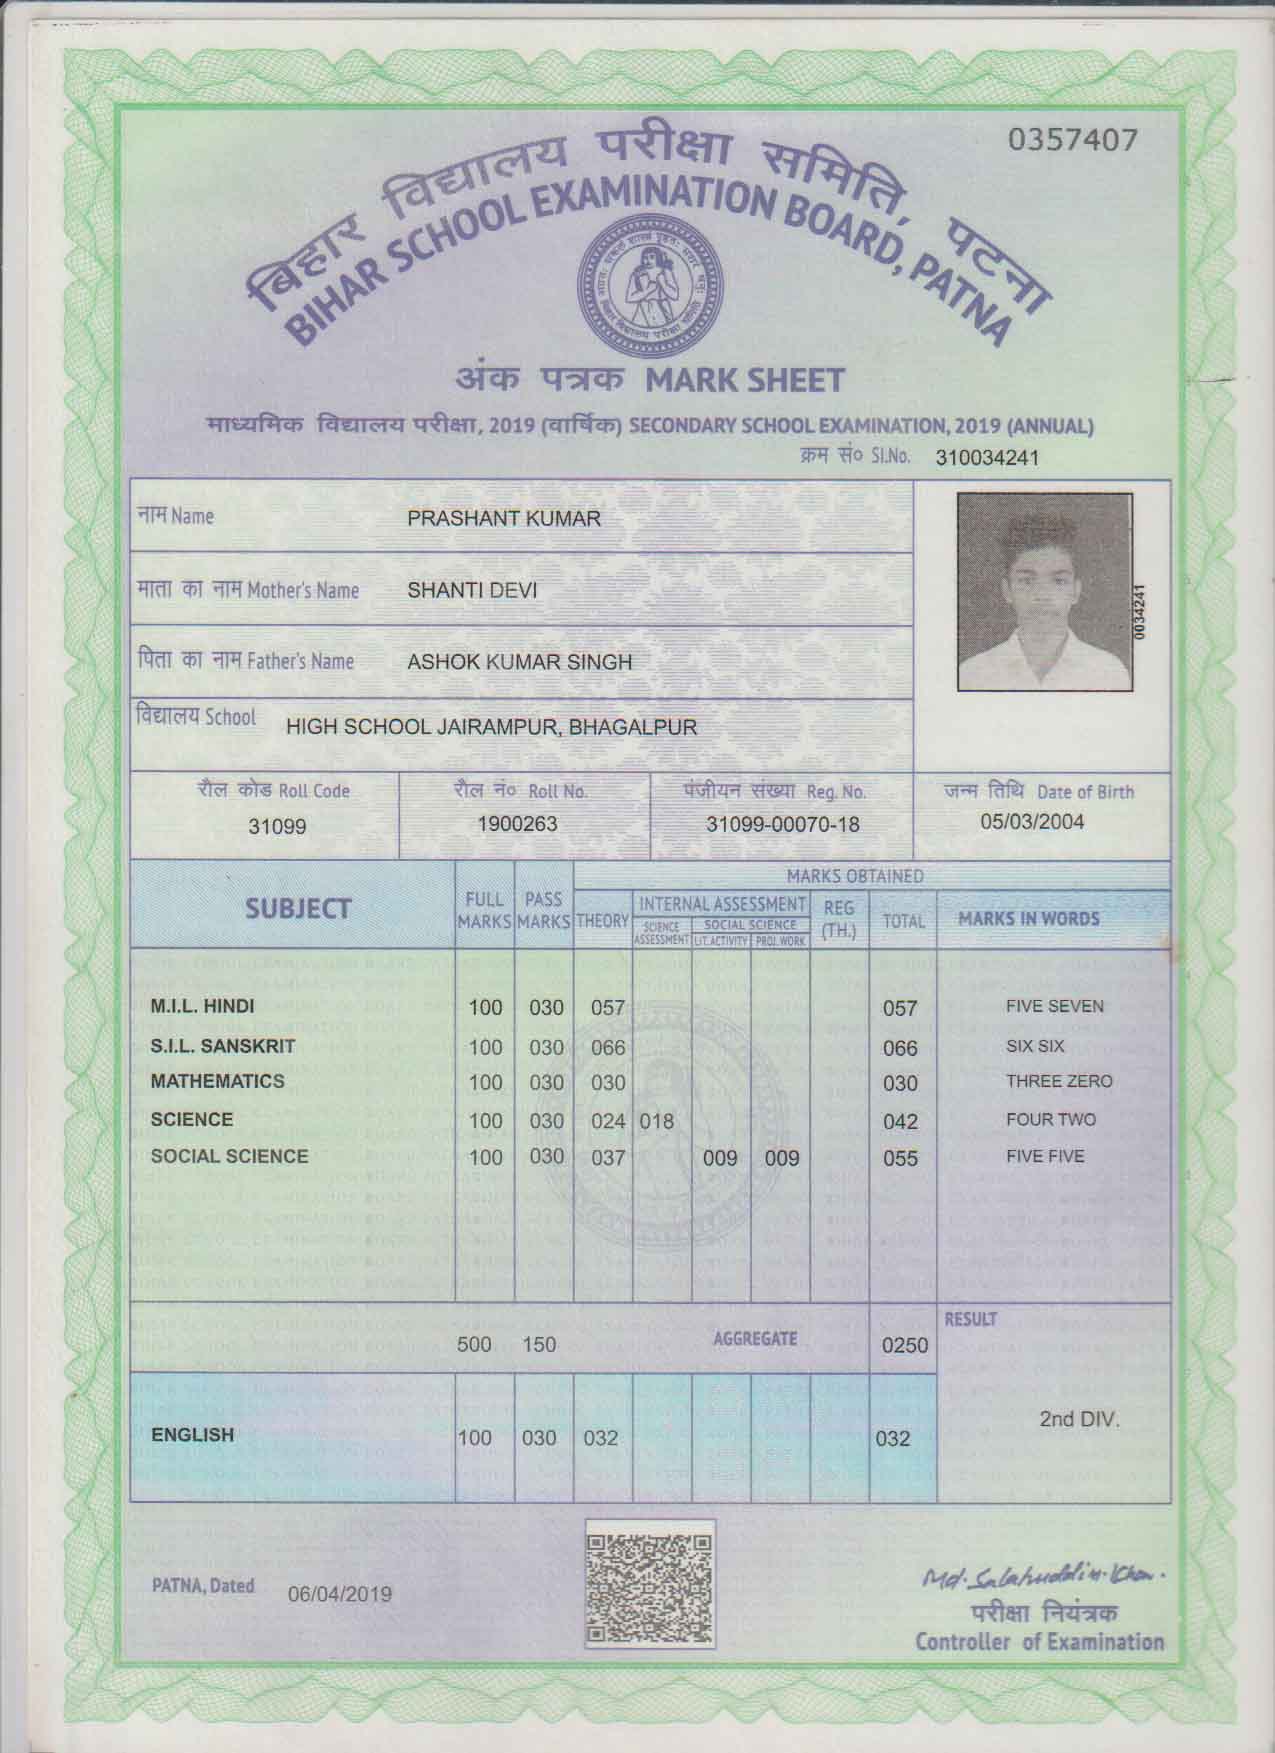 0357407
बिहार विद्यालय परीक्षा समिति, पटना
BIHAR SCHOOL EXAMINATION BOARD, PATNA
अंक पत्रक MARK SHEET
माध्यमिक विद्यालय परीक्षा, 2019 (वार्षिक) SECONDARY SCHOOL EXAMINATION, 2019 (ANNUAL)
क्रम सं० Sl.No. 310034241
नाम Name PRASHANT KUMAR
माता का नाम Mother's Name SHANTI DEVI
0034241
पिता का नाम Father's Name ASHOK KUMAR SINGH
विद्यालय School HIGH SCHOOL JAIRAMPUR, BHAGALPUR
रौल कोड Roll Code रौल नं० Roll No. पंजीयन संख्या Reg. No. जन्म तिथि Date of Birth
31099 1900263 31099-00070-18 05/03/2004
SUBJECT FULL MARKS PASS MARKS MARKS OBTAINED
THEORY INTERNAL ASSESSMENT REG (TH.) TOTAL MARKS IN WORDS
SCIENCE ASSESSMENT SOCIAL SCIENCE
LIT.ACTIVITY PROJ.WORK
M.I.L. HINDI 100 030 057 057 FIVE SEVEN
S.I.L. SANSKRIT 100 030 066 066 SIX SIX
MATHEMATICS 100 030 030 030 THREE ZERO
SCIENCE 100 030 024 018 042 FOUR TWO
SOCIAL SCIENCE 100 030 037 009 009 055 FIVE FIVE
500 150 AGGREGATE 0250 RESULT
2nd DIV.
ENGLISH 100 030 032 032
PATNA, Dated 06/04/2019
Md. Salahuddin Khan.
परीक्षा नियंत्रक
Controller of Examination